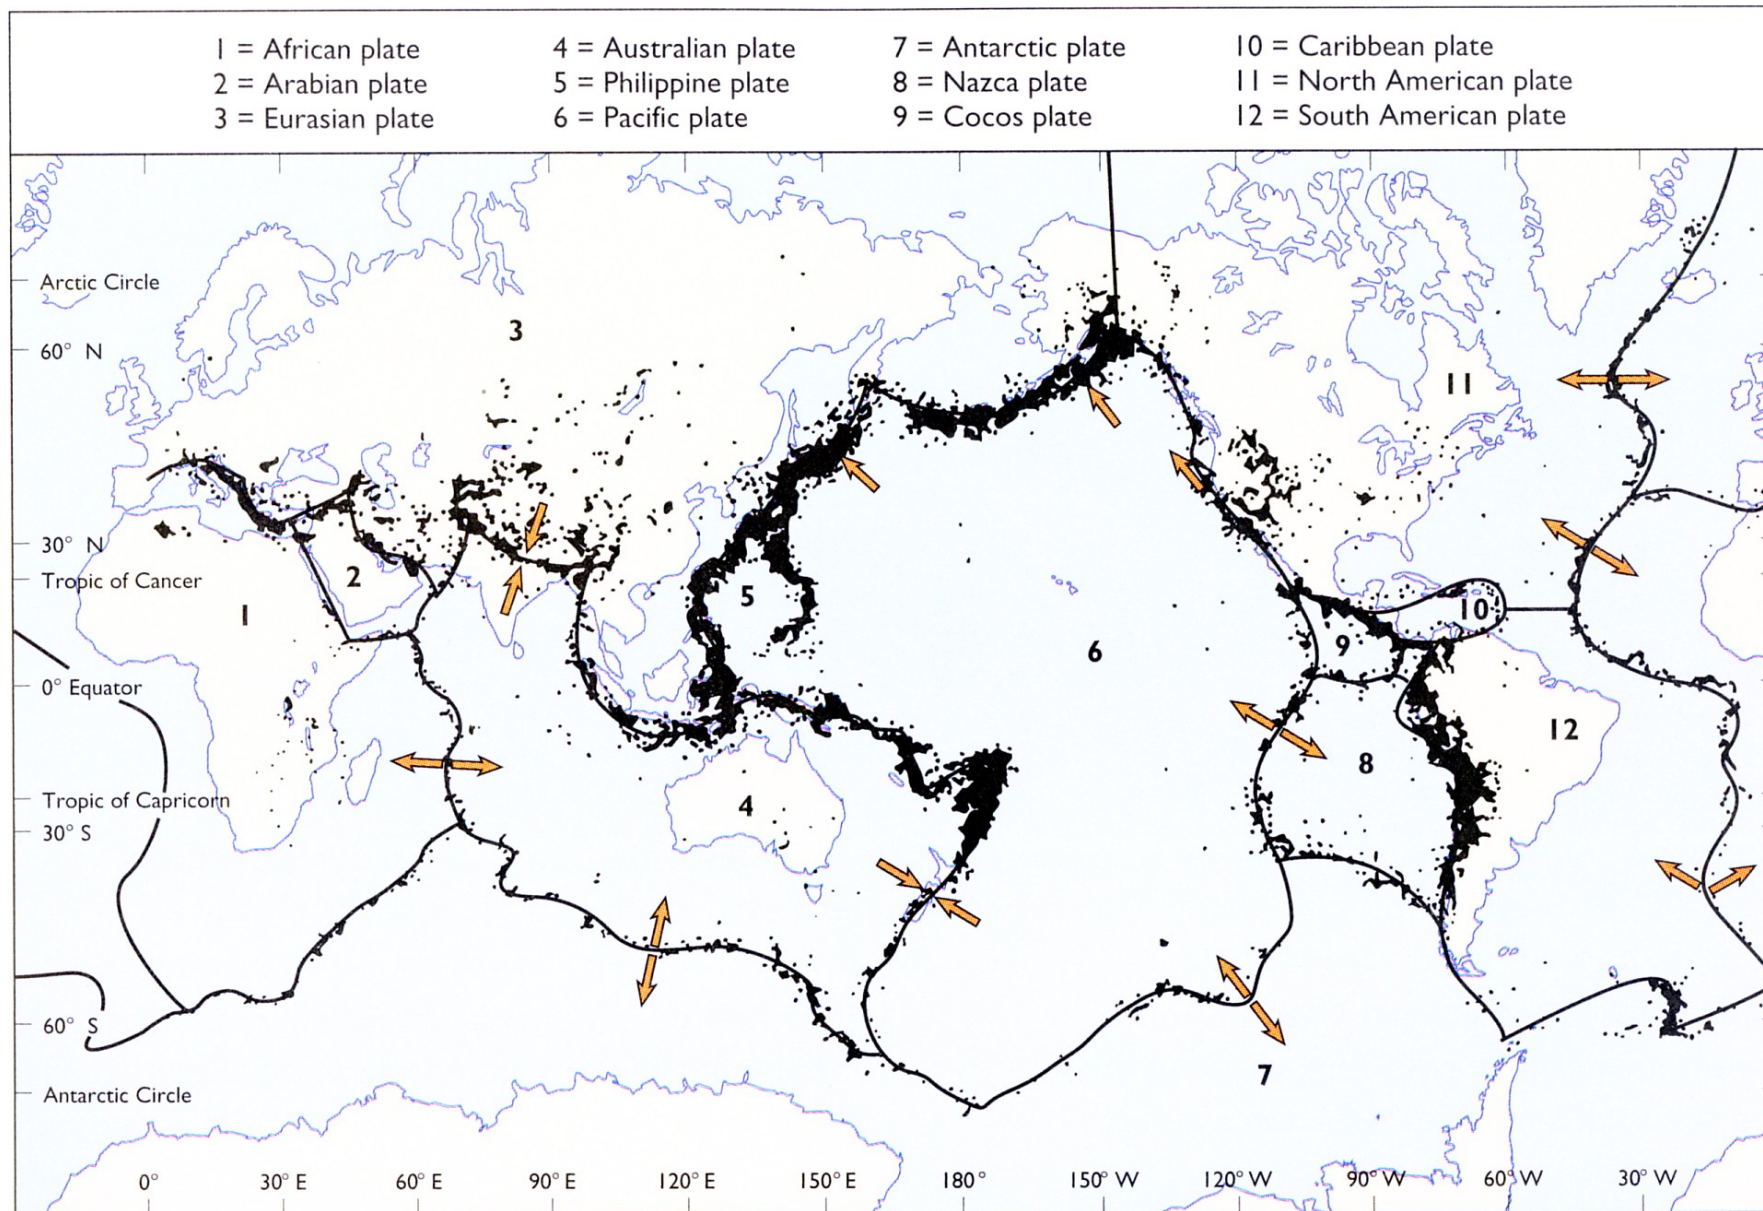 1 = African plate 4 = Australian plate 7 = Antarctic plate 10 = Caribbean plate
2 = Arabian plate 5 = Philippine plate 8 = Nazca plate 11 = North American plate
3 = Eurasian plate 6 = Pacific plate 9 = Cocos plate 12 = South American plate
Arctic Circle
3
60° N
11
30° N
2
Tropic of Cancer
5
10
1
9
6
0° Equator
12
8
Tropic of Capricorn
4
30° S
60° S
7
Antarctic Circle
0° 30° E 60° E 90° E 120° E 150° E 180° 150° W 120° W 90° W 60° W 30° W